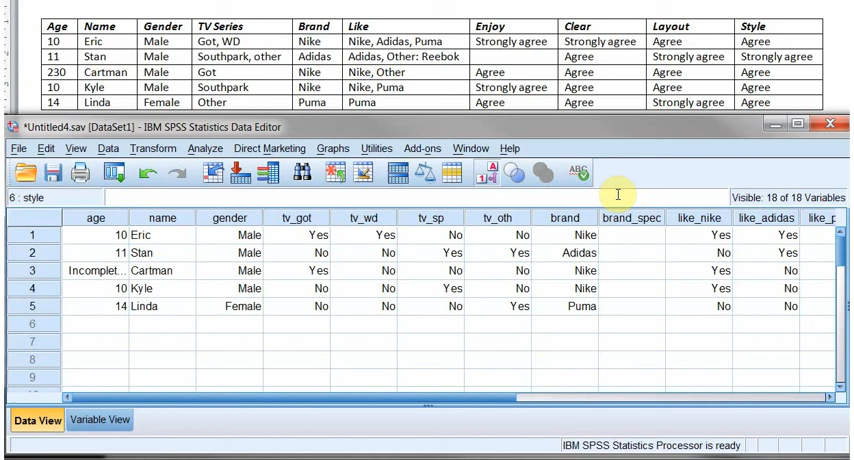 Age Name Gender TV Series Brand Like Enjoy Clear Layout Style
10 Eric Male Got, WD Nike Nike, Adidas, Puma Strongly agree Strongly agree Agree Agree
11 Stan Male Southpark, other Adidas Adidas, Other: Reebok Agree Strongly agree Strongly agree
230 Cartman Male Got Nike Nike, Other Agree Agree Agree Agree
10 Kyle Male Southpark Nike Nike, Puma Strongly agree Agree Agree Agree
14 Linda Female Other Puma Puma Agree Agree Strongly agree Agree
*Untitled4.sav [DataSet1] - IBM SPSS Statistics Data Editor
File Edit View Data Transform Analyze Direct Marketing Graphs Utilities Add-ons Window Help
6 : style Visible: 18 of 18 Variables
age name gender tv_got tv_wd tv_sp tv_oth brand brand_spec like_nike like_adidas like_p
1 10 Eric Male Yes Yes No No Nike Yes Yes
2 11 Stan Male No No Yes Yes Adidas No Yes
3 Incomplet... Cartman Male Yes No No No Nike Yes No
4 10 Kyle Male No No Yes No Nike Yes No
5 14 Linda Female No No No Yes Puma No No
6
7
8
9
Data View Variable View
IBM SPSS Statistics Processor is ready